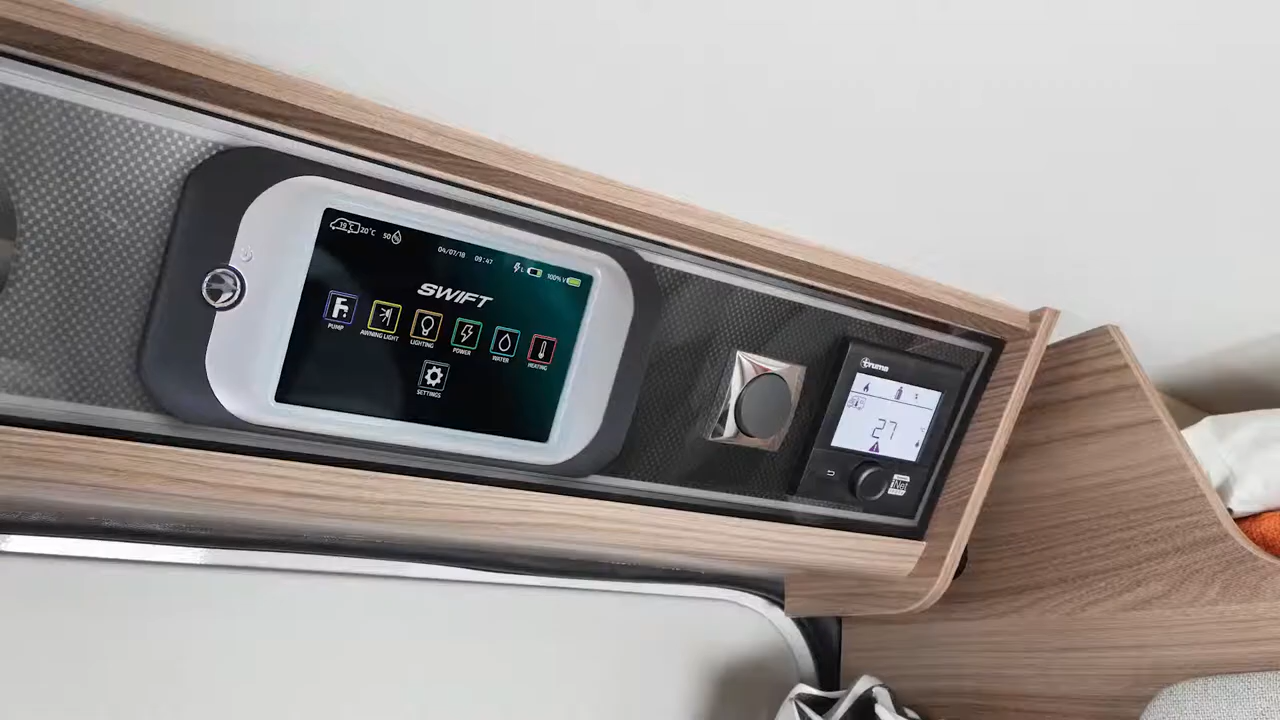 19°C 20°C 50
04/07/18 09:47
L 100% V
SWIFT
PUMP
AWNING LIGHT
LIGHTING
POWER
WATER
HEATING
SETTINGS
truma
27
iNet